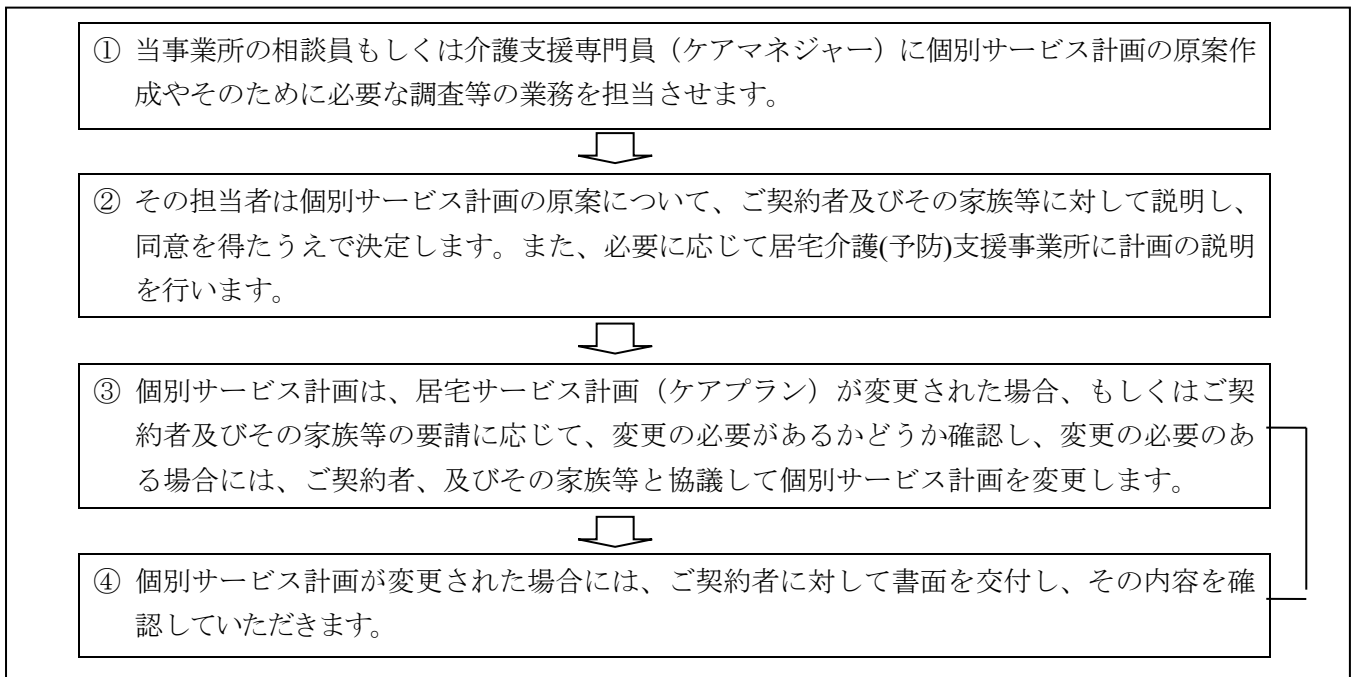 ① 当事業所の相談員もしくは介護支援専門員（ケアマネジャー）に個別サービス計画の原案作
成やそのために必要な調査等の業務を担当させます。
② その担当者は個別サービス計画の原案について、ご契約者及びその家族等に対して説明し、
同意を得たうえで決定します。また、必要に応じて居宅介護(予防)支援事業所に計画の説明
を行います。
③ 個別サービス計画は、居宅サービス計画（ケアプラン）が変更された場合、もしくはご契
約者及びその家族等の要請に応じて、変更の必要があるかどうか確認し、変更の必要のあ
る場合には、ご契約者、及びその家族等と協議して個別サービス計画を変更します。
④ 個別サービス計画が変更された場合には、ご契約者に対して書面を交付し、その内容を確
認していただきます。